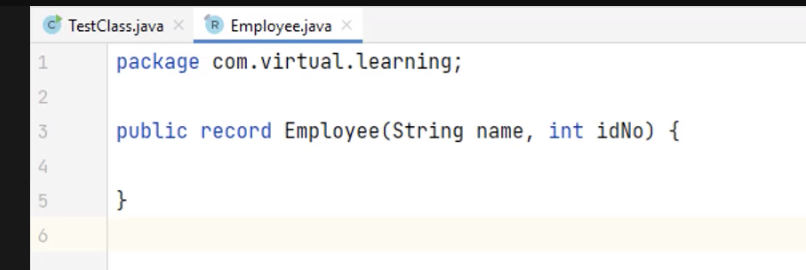 TestClass.java Employee.java
1 package com.virtual.learning;
2
3 public record Employee(String name, int idNo) {
4
5 }
6